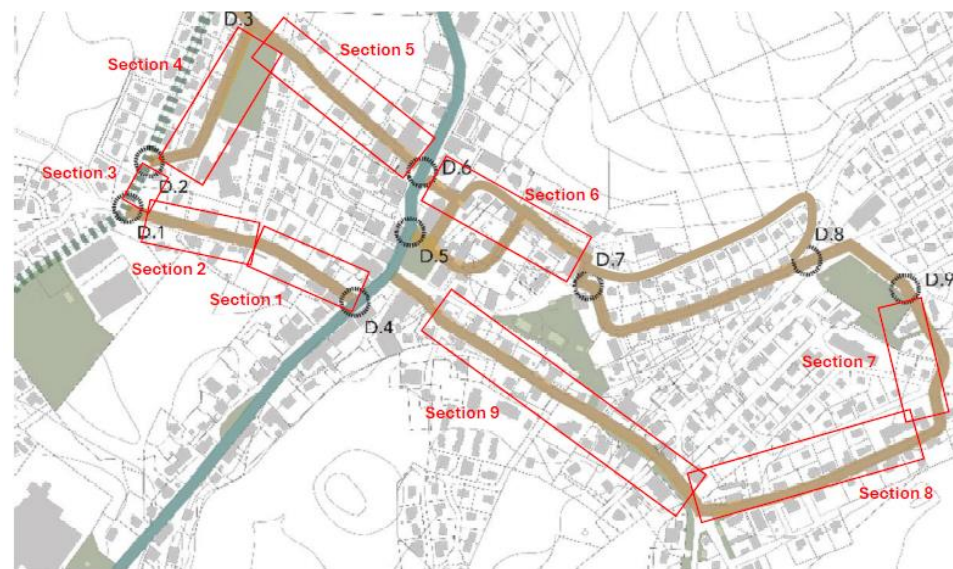 D.3
Section 5
Section 4
D.6
Section 3
D.2
Section 6
D.1
D.5
D.8
Section 2
D.7
D.9
Section 1
D.4
Section 7
Section 9
Section 8